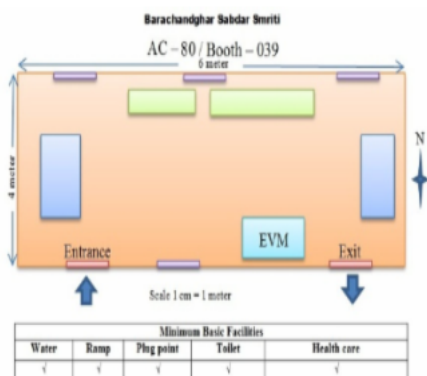 Barachandghar Sabdar Smriti
AC – 80 / Booth – 039
6 meter
4 meter
N
EVM
Entrance
Exit
Scale 1 cm = 1 meter
Minimum Basic Facilities
Water Ramp Plug point Toilet Health care
√ √ √ √ √